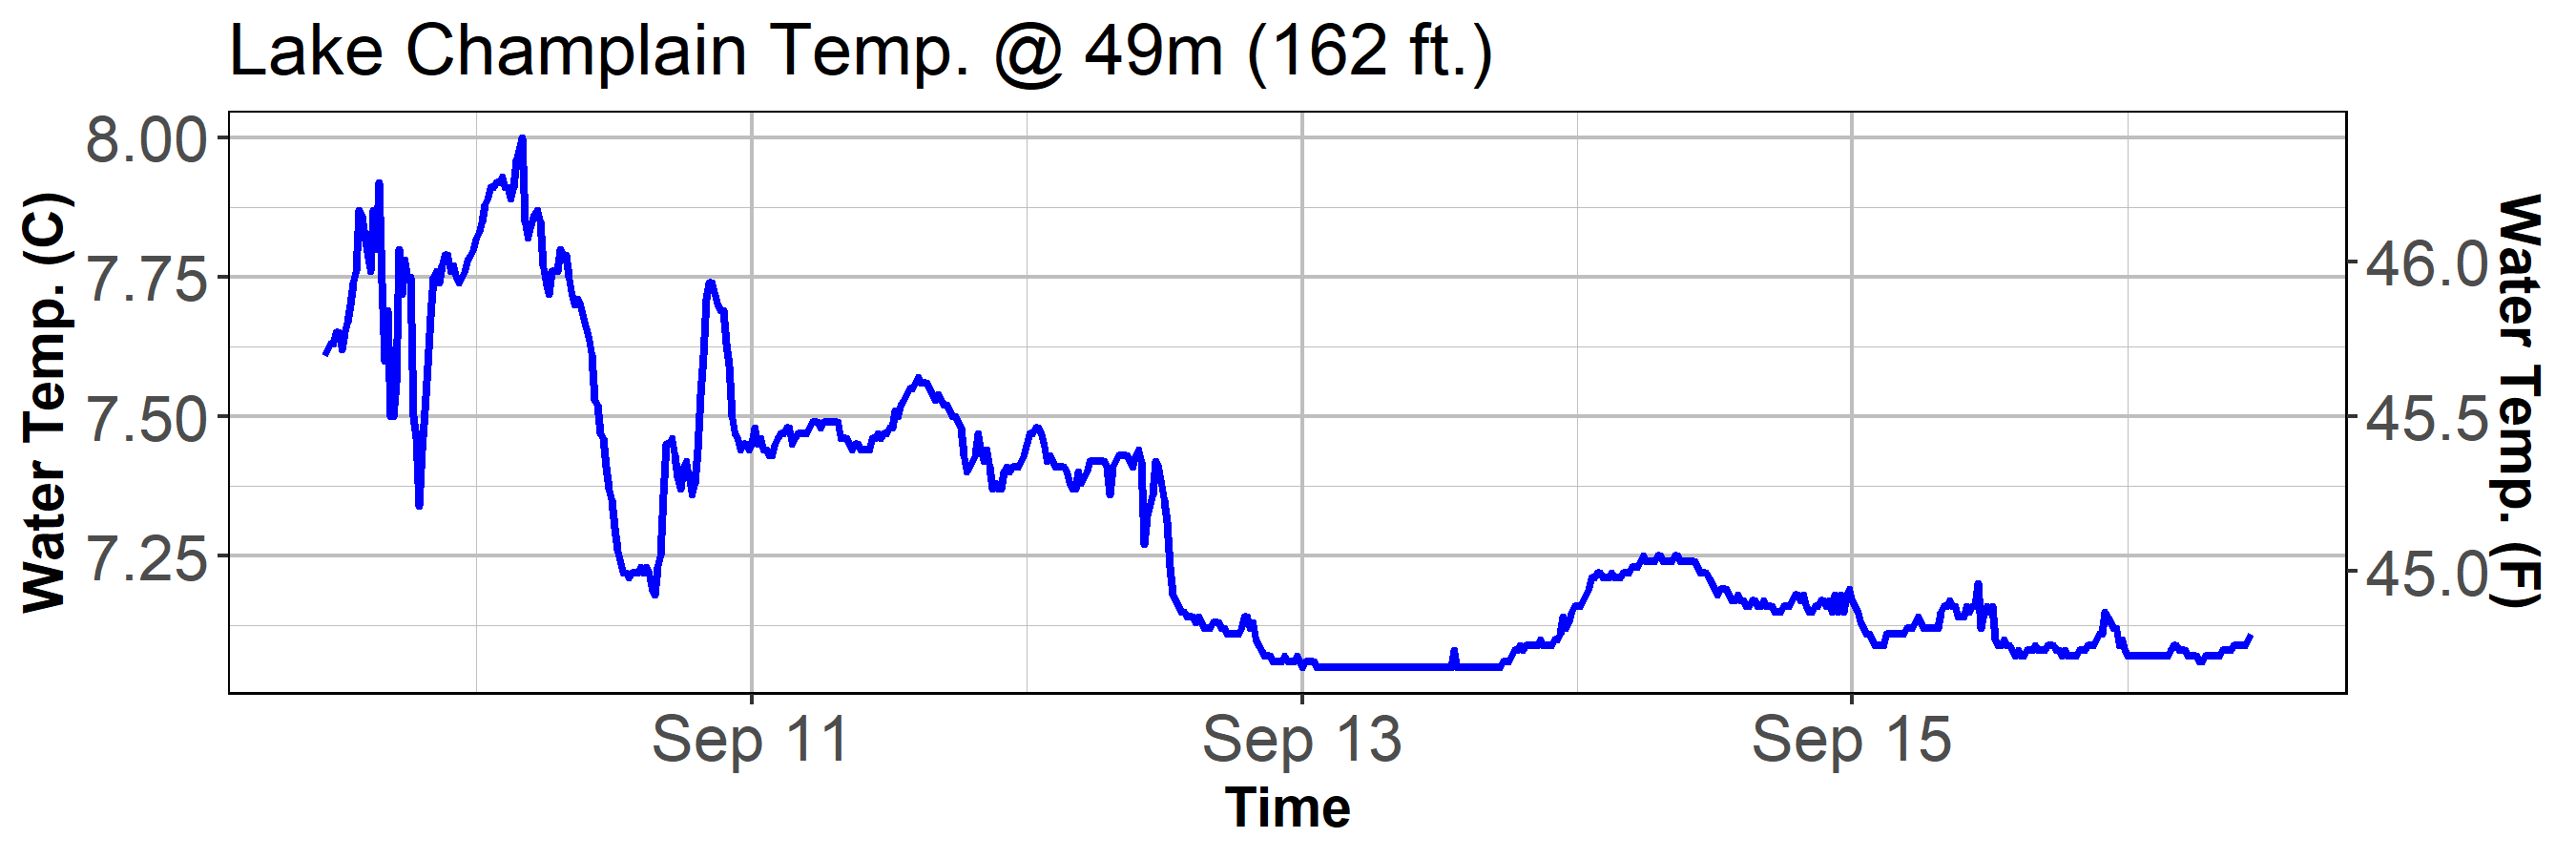 Lake Champlain Temp. @ 49m (162 ft.)
Water Temp. (C)
8.00
7.75
7.50
7.25
46.0
45.5
45.0
Water Temp. (F)
Sep 11
Sep 13
Sep 15
Time